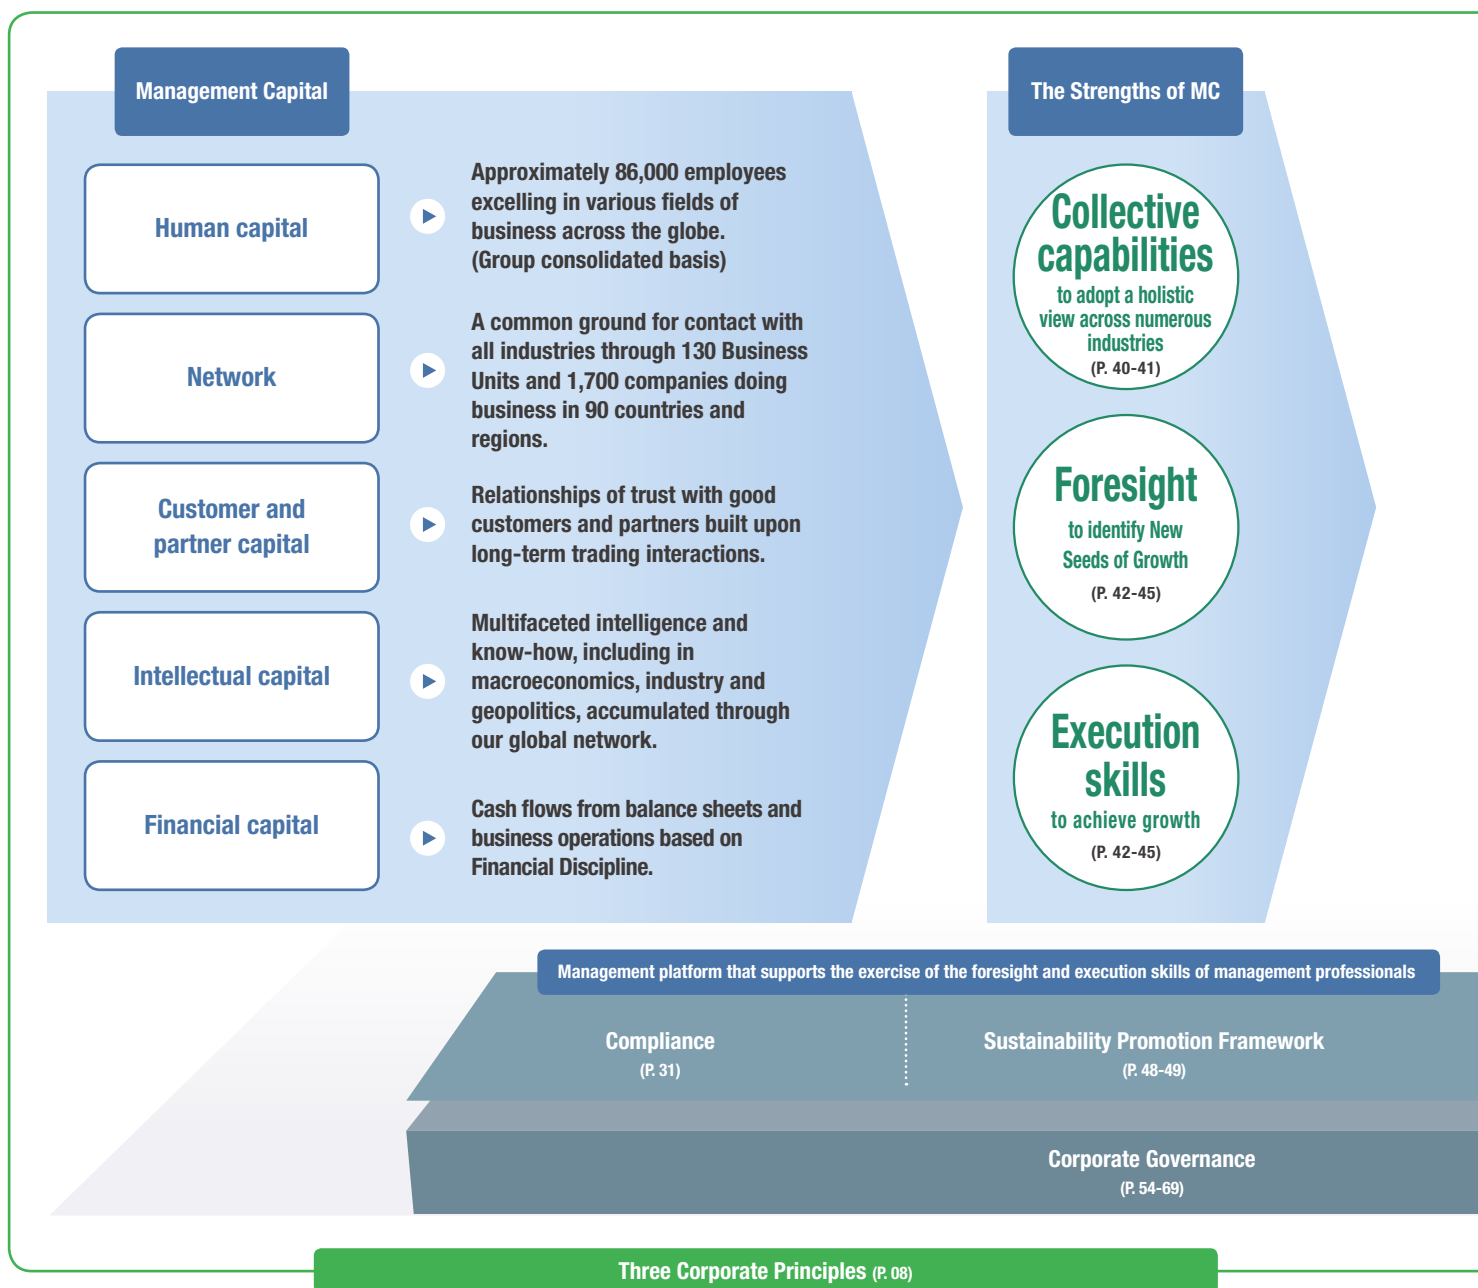 Management Capital
Human capital
Approximately 86,000 employees
excelling in various fields of
business across the globe.
(Group consolidated basis)
Network
A common ground for contact with
all industries through 130 Business
Units and 1,700 companies doing
business in 90 countries and
regions.
Customer and
partner capital
Relationships of trust with good
customers and partners built upon
long-term trading interactions.
Intellectual capital
Multifaceted intelligence and
know-how, including in
macroeconomics, industry and
geopolitics, accumulated through
our global network.
Financial capital
Cash flows from balance sheets and
business operations based on
Financial Discipline.
The Strengths of MC
Collective
capabilities
to adopt a holistic
view across numerous
industries
(P. 40-41)
Foresight
to identify New
Seeds of Growth
(P. 42-45)
Execution
skills
to achieve growth
(P. 42-45)
Management platform that supports the exercise of the foresight and execution skills of management professionals
Compliance
(P. 31)
Sustainability Promotion Framework
(P. 48-49)
Corporate Governance
(P. 54-69)
Three Corporate Principles (P. 08)